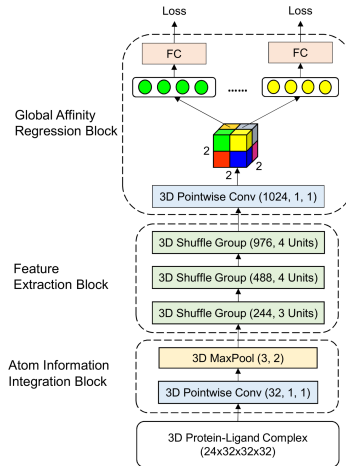 Loss
Loss
FC
FC
......
Global Affinity
Regression Block
2
2
2
3D Pointwise Conv (1024, 1, 1)
3D Shuffle Group (976, 4 Units)
Feature
Extraction Block
3D Shuffle Group (488, 4 Units)
3D Shuffle Group (244, 3 Units)
Atom Information
Integration Block
3D MaxPool (3, 2)
3D Pointwise Conv (32, 1, 1)
3D Protein-Ligand Complex
(24x32x32x32)